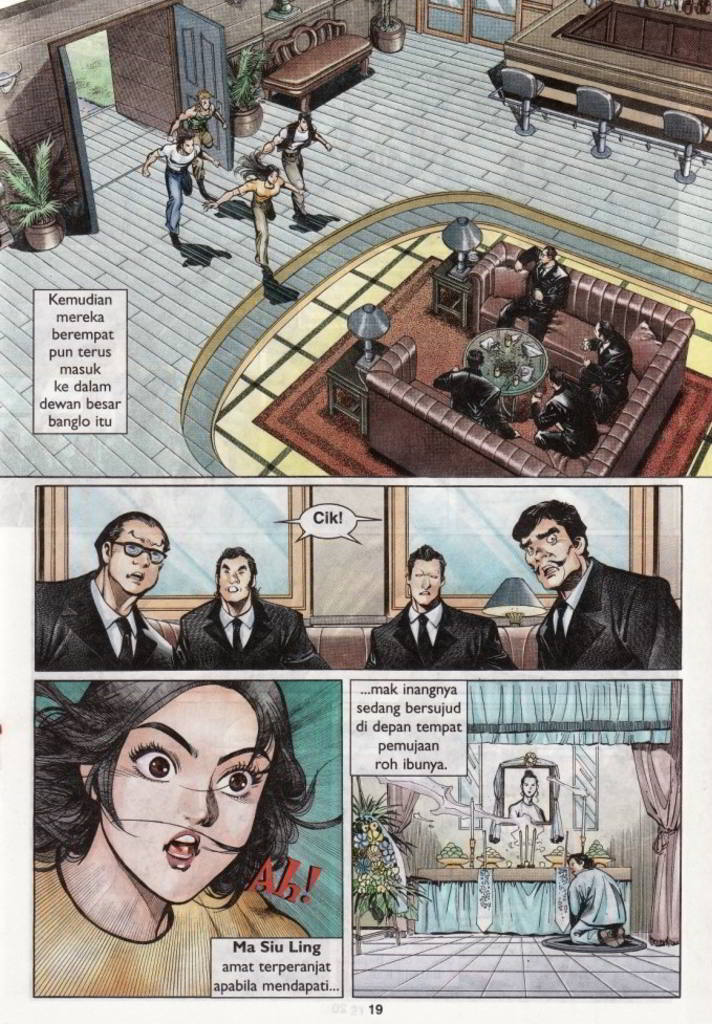 Kemudian
mereka
berempat
pun terus
masuk
ke dalam
dewan besar
banglo itu
Cik!
AH!
Ma Siu Ling
amat terperanjat
apabila mendapati...
...mak inangnya
sedang bersujud
di depan tempat
pemujaan
roh ibunya.
19